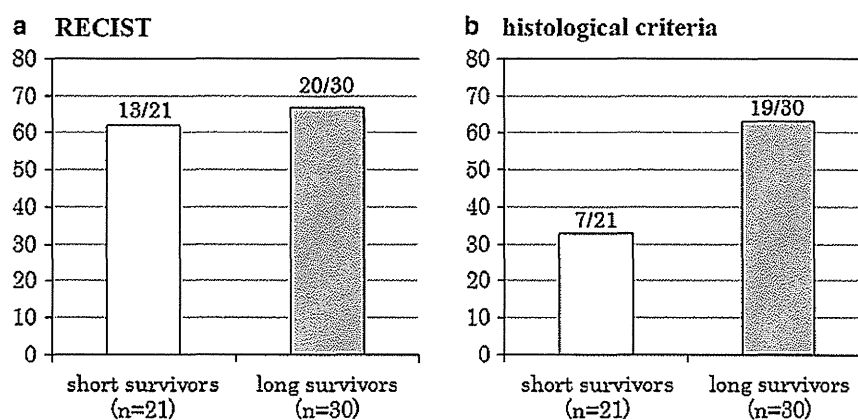 a RECIST
80
70
60
50
40
30
20
10
0
13/21
20/30
short survivors
(n=21)
long survivors
(n=30)
b histological criteria
80
70
60
50
40
30
20
10
0
7/21
19/30
short survivors
(n=21)
long survivors
(n=30)